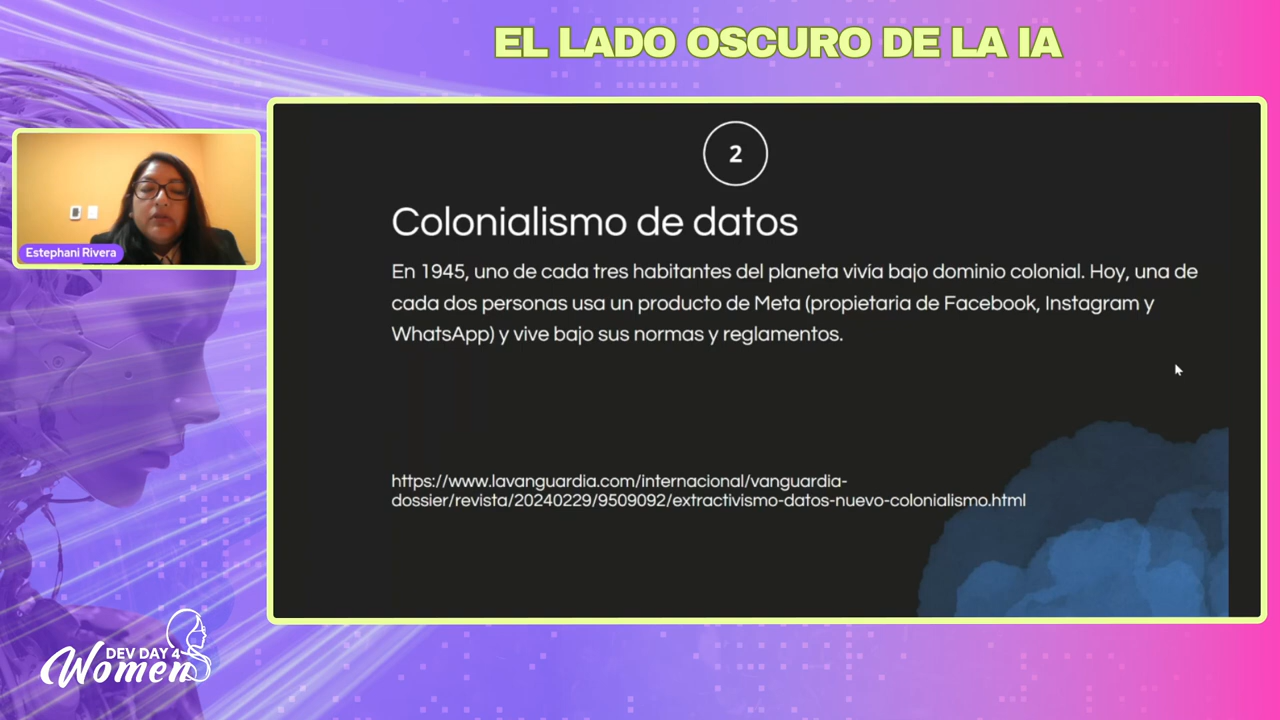 EL LADO OSCURO DE LA IA
2
Colonialismo de datos
En 1945, uno de cada tres habitantes del planeta vivía bajo dominio colonial. Hoy, una de
cada dos personas usa un producto de Meta (propietaria de Facebook, Instagram y
WhatsApp) y vive bajo sus normas y reglamentos.
https://www.lavanguardia.com/internacional/vanguardia-
dossier/revista/20240229/9509092/extractivismo-datos-nuevo-colonialismo.html
Estephani Rivera
DEV DAY 4
Women